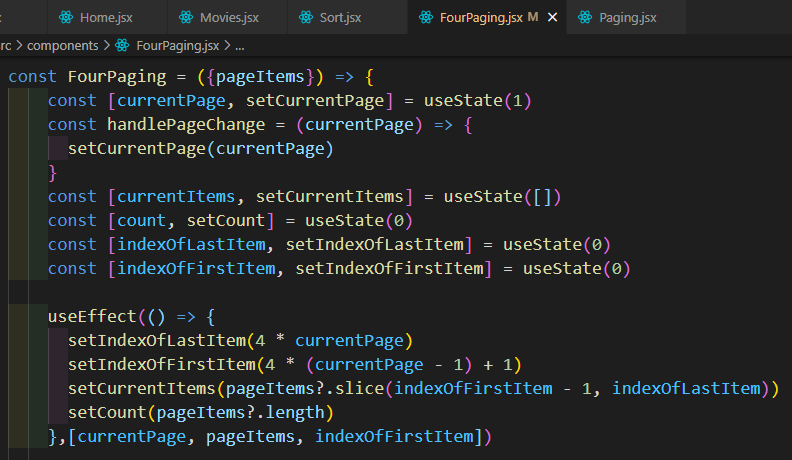 Home.jsx Movies.jsx Sort.jsx FourPaging.jsx M Paging.jsx
rc > components > FourPaging.jsx > ...
const FourPaging = ({pageItems}) => {
const [currentPage, setCurrentPage] = useState(1)
const handlePageChange = (currentPage) => {
setCurrentPage(currentPage)
}
const [currentItems, setCurrentItems] = useState([])
const [count, setCount] = useState(0)
const [indexOfLastItem, setIndexOfLastItem] = useState(0)
const [indexOfFirstItem, setIndexOfFirstItem] = useState(0)
useEffect(() => {
setIndexOfLastItem(4 * currentPage)
setIndexOfFirstItem(4 * (currentPage - 1) + 1)
setCurrentItems(pageItems?.slice(indexOfFirstItem - 1, indexOfLastItem))
setCount(pageItems?.length)
},[currentPage, pageItems, indexOfFirstItem])